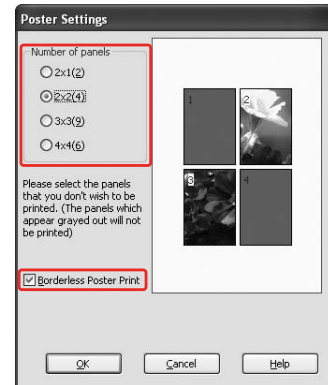 Poster Settings
Number of panels
2x1(2)
2x2(4)
3x3(9)
4x4(6)
Please select the panels
that you don't wish to be
printed. (The panels which
appear grayed out will not
be printed)
Borderless Poster Print
1
2
3
4
OK
Cancel
Help